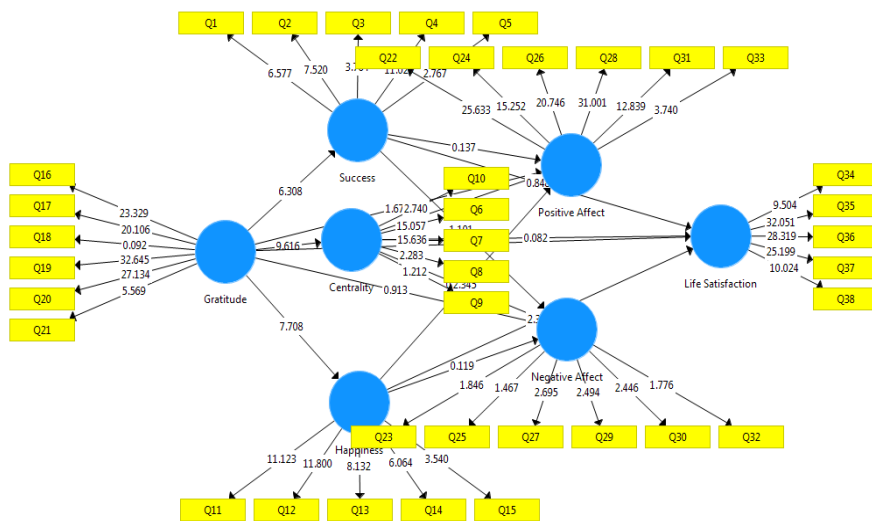 Q1
Q2
Q3
Q4
Q5
Q22
Q24
Q26
Q28
Q31
Q33
6.577
7.520
2.767
25.633
15.252
20.746
31.001
12.839
3.740
0.137
Success
Q16
Q17
Q18
Q19
Q20
Q21
23.329
20.106
0.092
32.645
27.134
5.569
6.308
9.616
7.708
Gratitude
Q10
Q6
Q7
Q8
Q9
2.740
15.057
15.636
2.283
1.212
0.913
Centrality
0.082
Positive Affect
Q34
Q35
Q36
Q37
Q38
9.504
32.051
28.319
25.199
10.024
Life Satisfaction
0.119
Negative Affect
1.846
1.467
2.695
2.494
2.446
1.776
Q23
Q25
Q27
Q29
Q30
Q32
Happiness
11.123
11.800
8.132
6.064
3.540
Q11
Q12
Q13
Q14
Q15